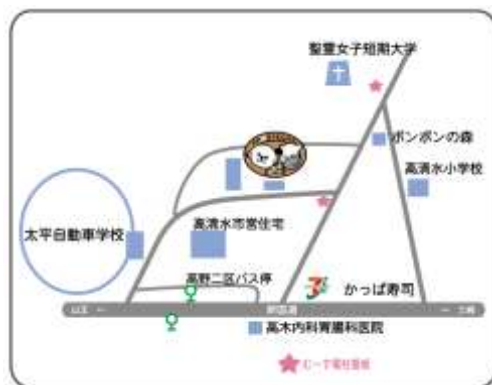 聖霊女子短期大学
ポンポンの森
高清水小学校
太平自動車学校
高清水市営住宅
高野二区バス停
かっぱ寿司
高木内科胃腸科医院